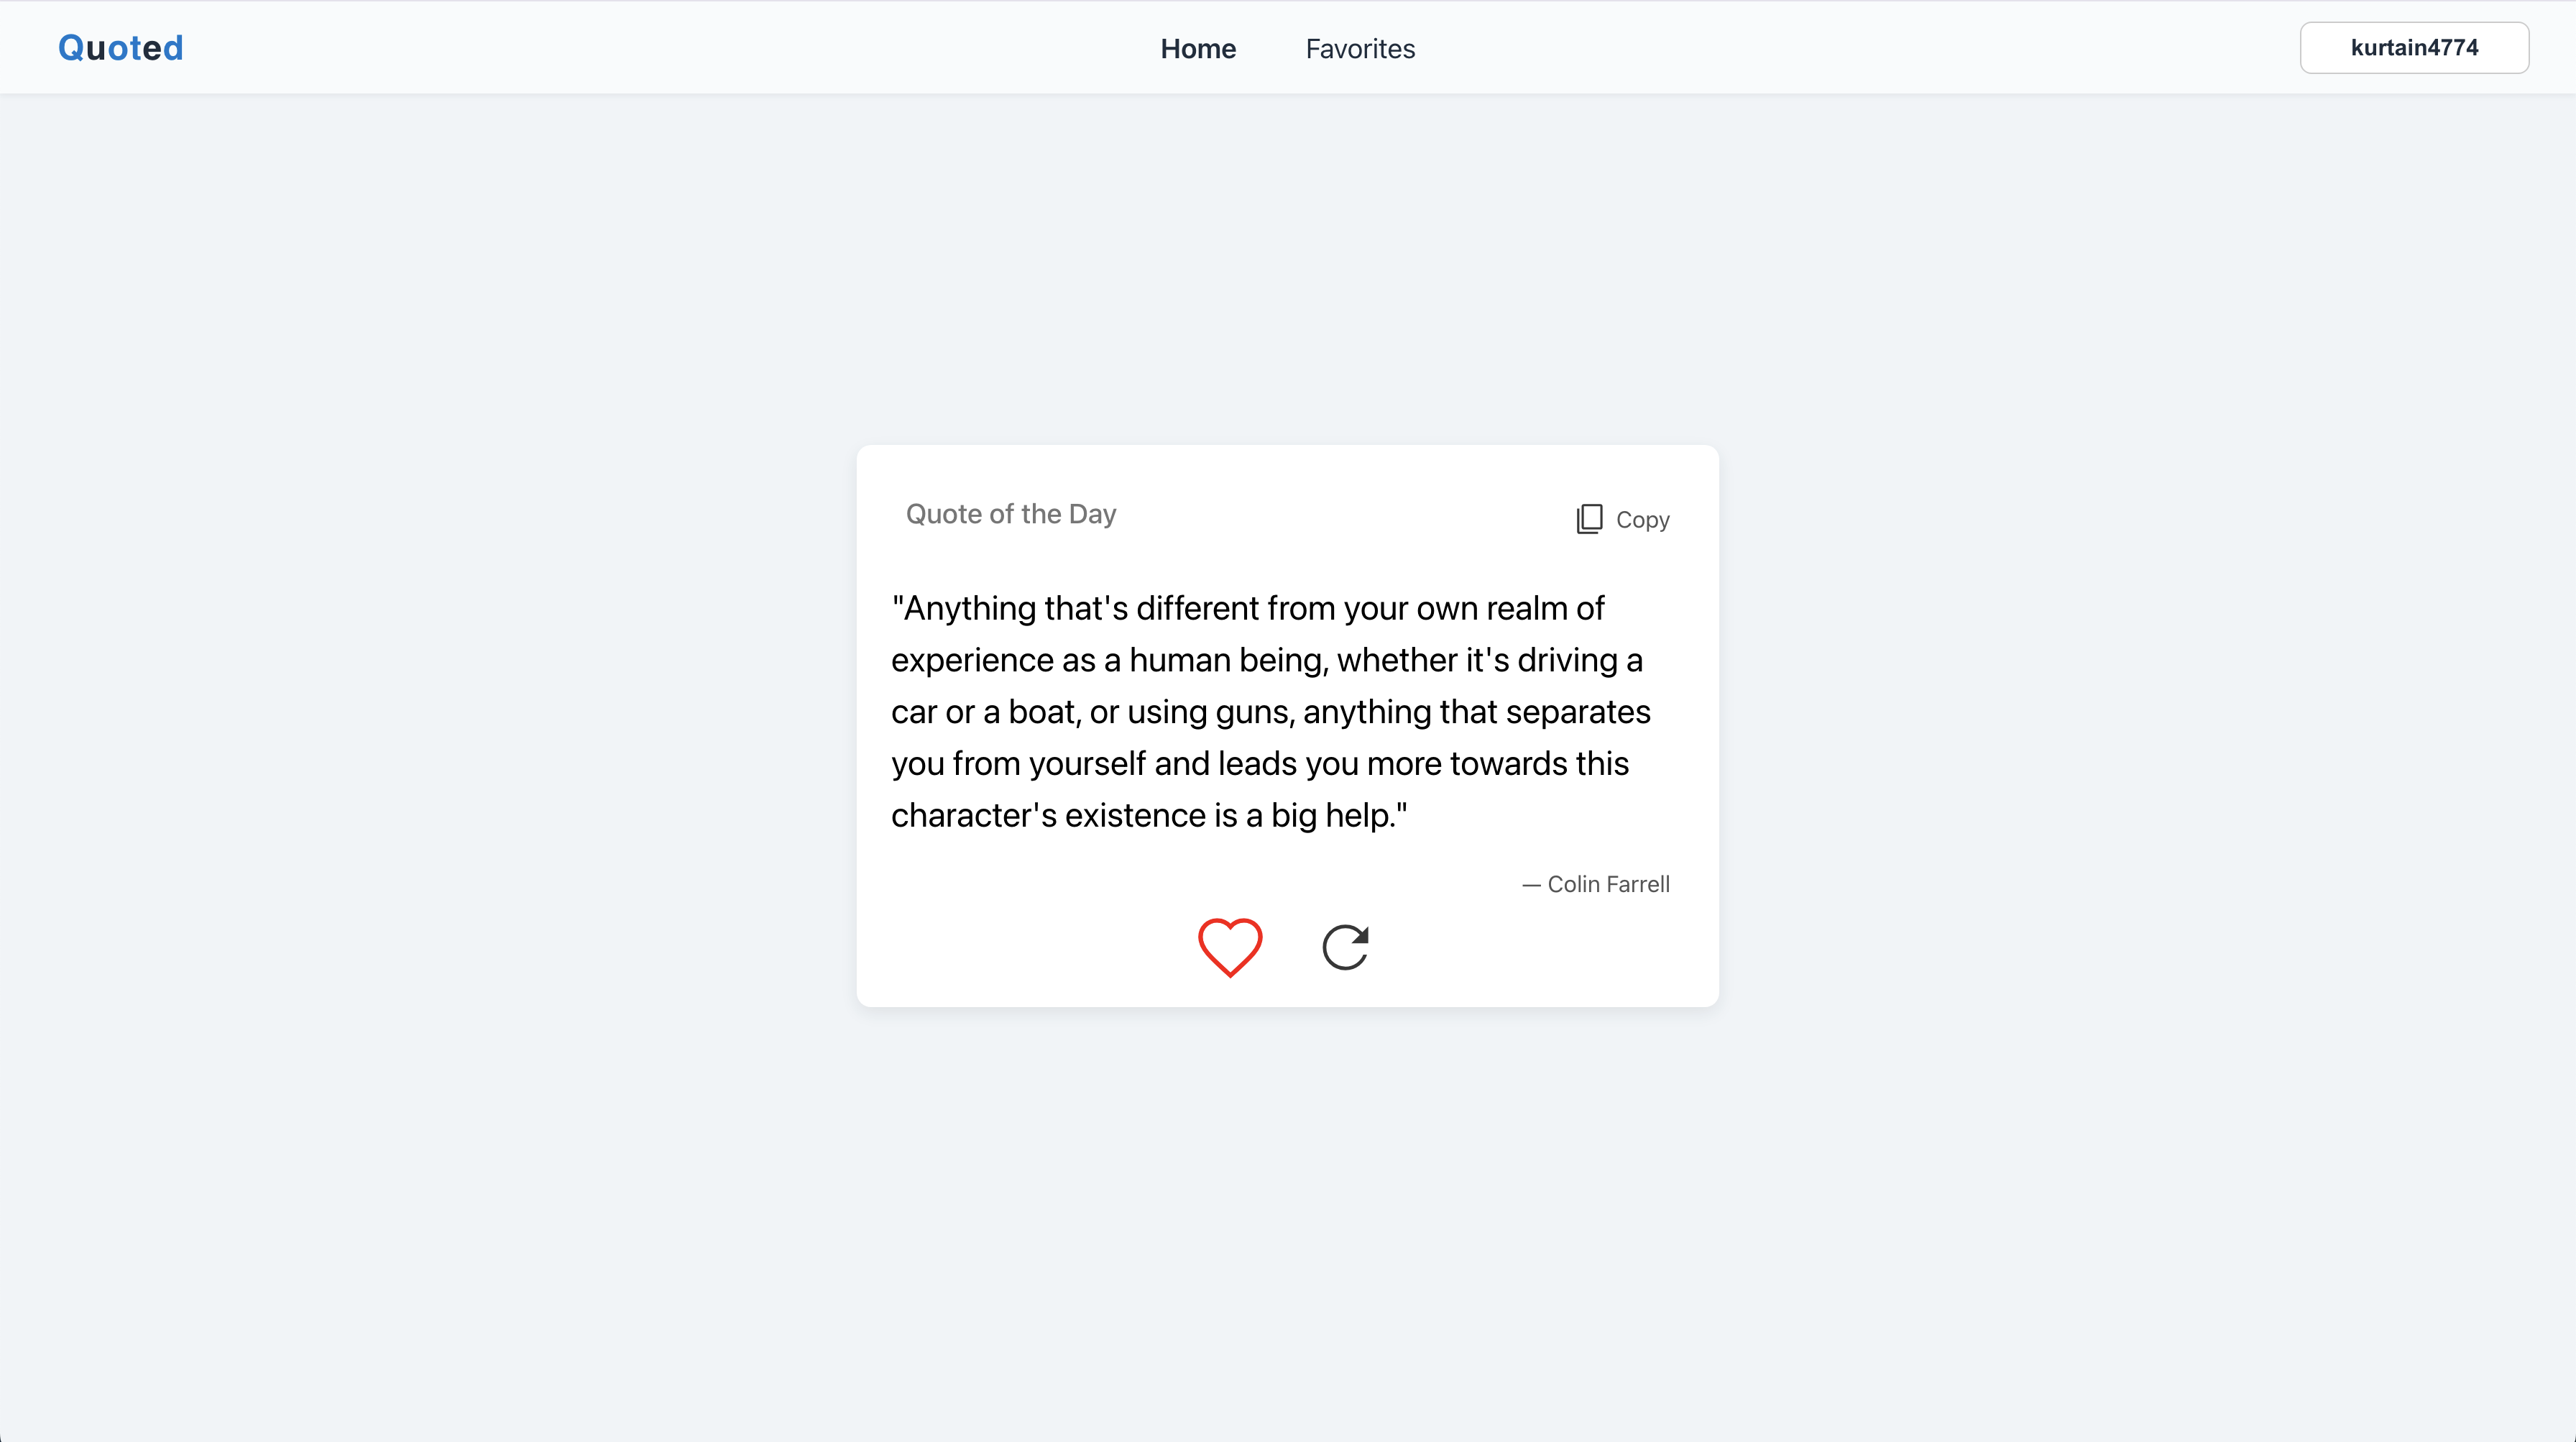 Quoted
Home
Favorites
kurtain4774
Quote of the Day
Copy
"Anything that's different from your own realm of
experience as a human being, whether it's driving a
car or a boat, or using guns, anything that separates
you from yourself and leads you more towards this
character's existence is a big help."
— Colin Farrell